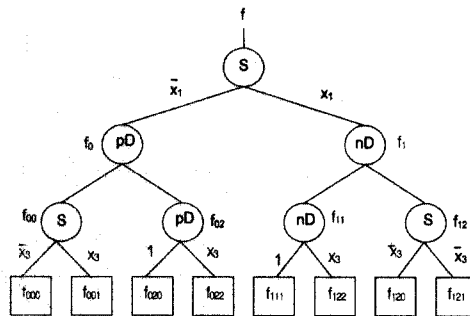 f
S
x̄₁ x₁
f₀ pD nD f₁
f₀₀ S pD f₀₂ nD f₁₁ S f₁₂
x̄₃ x₃ 1 x₃ 1 x₃ x̄₃ x̄₃
f₀₀₀ f₀₀₁ f₀₂₀ f₀₂₂ f₁₁₁ f₁₂₂ f₁₂₀ f₁₂₁